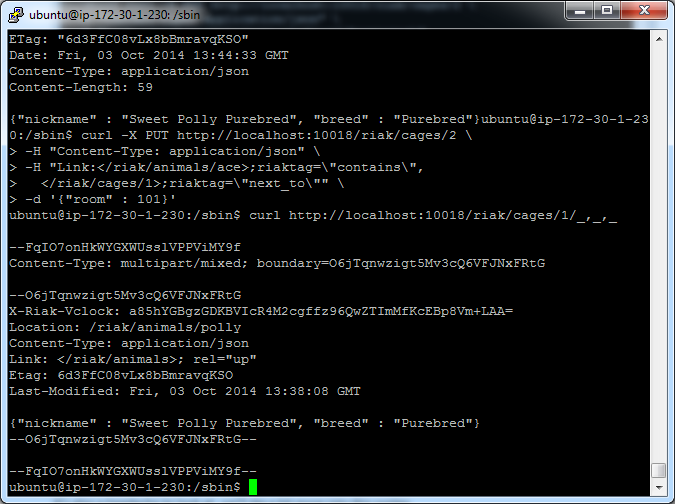 ubuntu@ip-172-30-1-230: /sbin
ETag: "6d3FfC08vLx8bBmravqKSO"
Date: Fri, 03 Oct 2014 13:44:33 GMT
Content-Type: application/json
Content-Length: 59
{"nickname" : "Sweet Polly Purebred", "breed" : "Purebred"}ubuntu@ip-172-30-1-23
0:/sbin$ curl -X PUT http://localhost:10018/riak/cages/2 \
> -H "Content-Type: application/json" \
> -H "Link:</riak/animals/ace>;riaktag=\"contains\",
>   </riak/cages/1>;riaktag=\"next_to\"" \
> -d '{"room" : 101}'
ubuntu@ip-172-30-1-230:/sbin$ curl http://localhost:10018/riak/cages/1/_,_,_
--FqIO7onHkWYGXWUsslVPPViMY9f
Content-Type: multipart/mixed; boundary=O6jTqnwzigt5Mv3cQ6VFJNxFRtG
--O6jTqnwzigt5Mv3cQ6VFJNxFRtG
X-Riak-Vclock: a85hYGBgzGDKBVIcR4M2cgffz96QwZTImMfKcEBp8Vm+LAA=
Location: /riak/animals/polly
Content-Type: application/json
Link: </riak/animals>; rel="up"
Etag: 6d3FfC08vLx8bBmravqKSO
Last-Modified: Fri, 03 Oct 2014 13:38:08 GMT
{"nickname" : "Sweet Polly Purebred", "breed" : "Purebred"}
--O6jTqnwzigt5Mv3cQ6VFJNxFRtG--
--FqIO7onHkWYGXWUsslVPPViMY9f--
ubuntu@ip-172-30-1-230:/sbin$